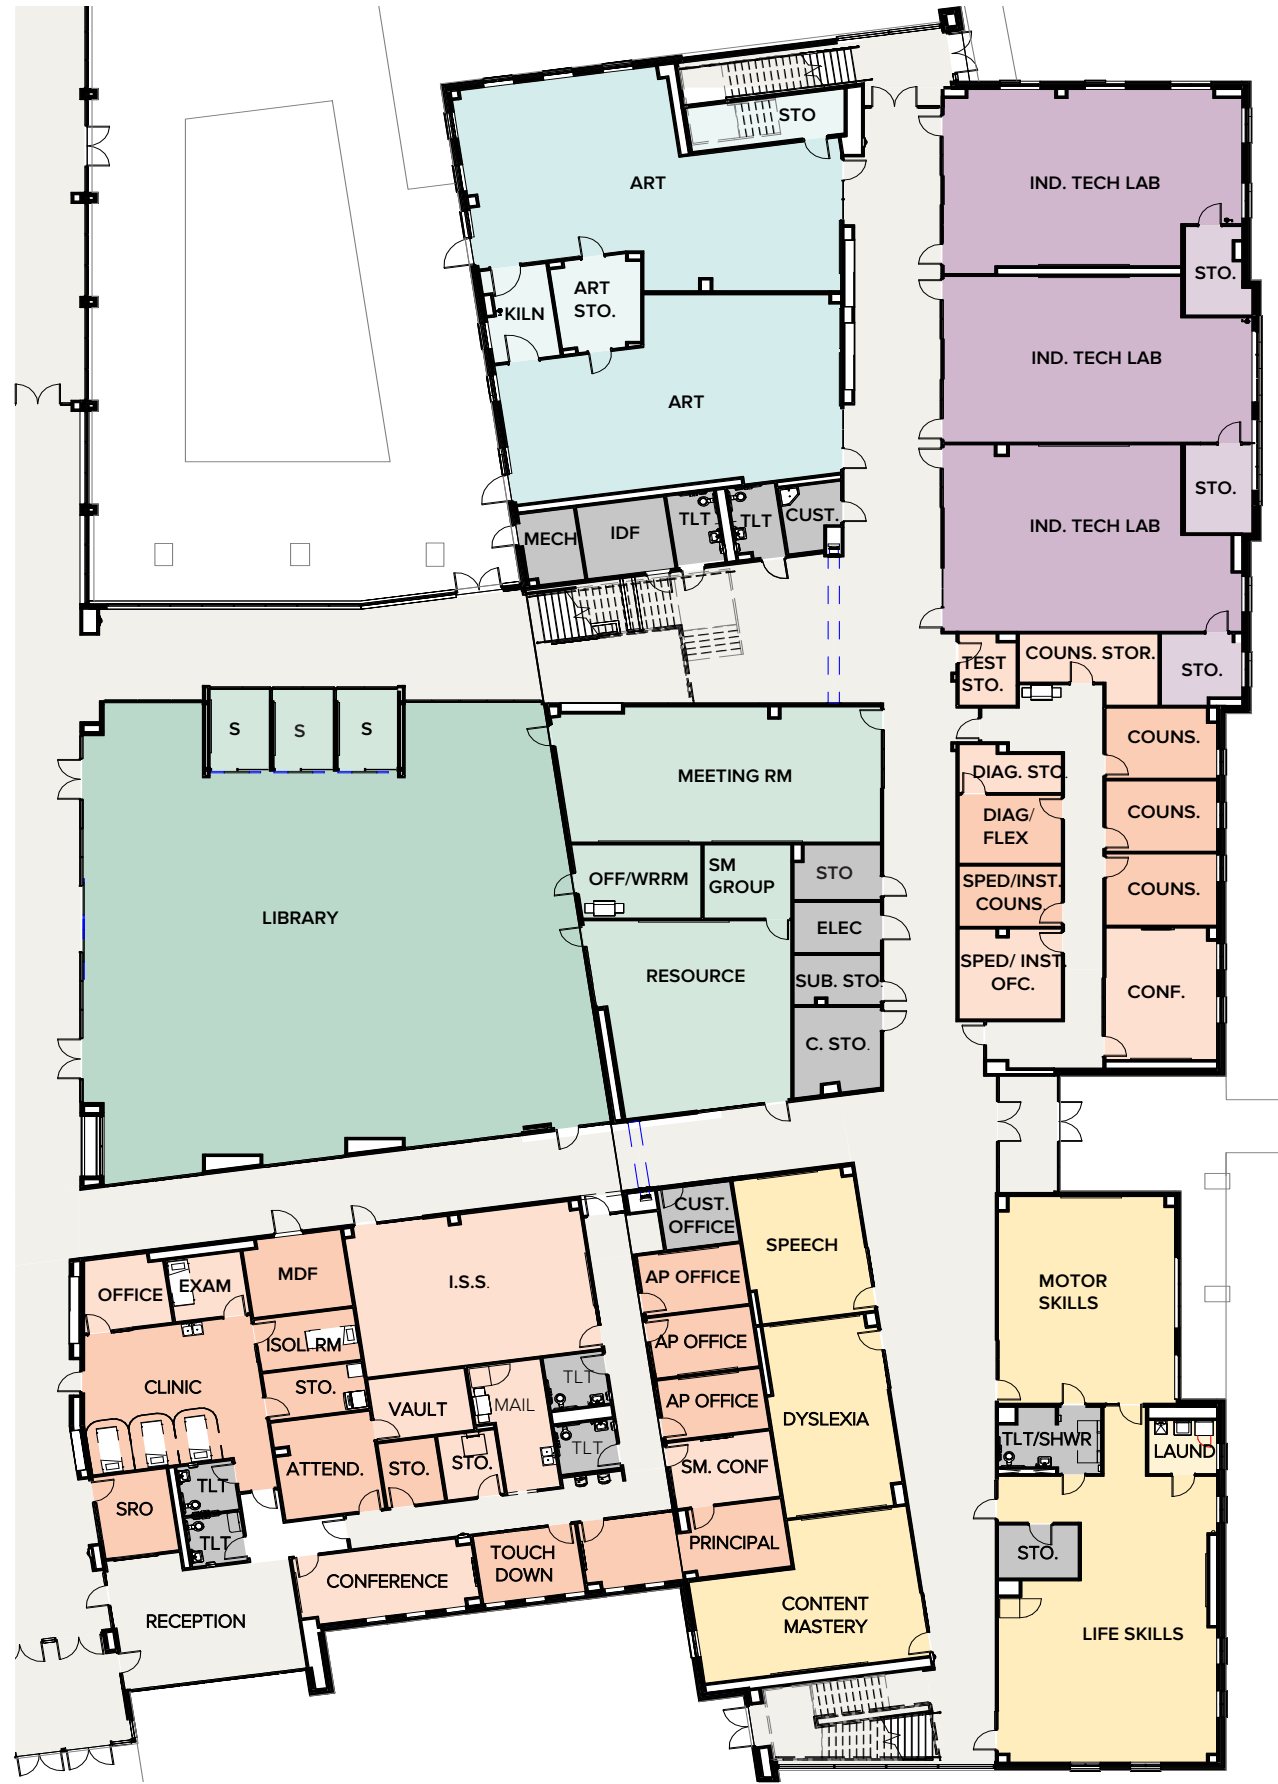 STO
ART
IND. TECH LAB
STO.
ART
STO.
KILN
IND. TECH LAB
ART
STO.
CUST.
TLT
TLT
IDF
MECH
IND. TECH LAB
COUNS. STOR.
TEST
STO.
STO.
S
S
S
COUNS.
MEETING RM
DIAG. STO.
DIAG/
FLEX
COUNS.
OFF/WRRM
SM
GROUP
STO
SPED/INST.
COUNS.
COUNS.
LIBRARY
ELEC
RESOURCE
SUB. STO.
SPED/ INST.
OFC.
CONF.
C. STO.
CUST.
OFFICE
SPEECH
MDF
AP OFFICE
OFFICE
EXAM
I.S.S.
MOTOR
SKILLS
ISOL. RM
AP OFFICE
CLINIC
STO.
TLT
VAULT
MAIL
AP OFFICE
DYSLEXIA
TLT
TLT/SHWR
LAUND
ATTEND.
STO.
STO.
SM. CONF
SRO
TLT
TLT
PRINCIPAL
TOUCH
DOWN
CONFERENCE
STO.
RECEPTION
CONTENT
MASTERY
LIFE SKILLS